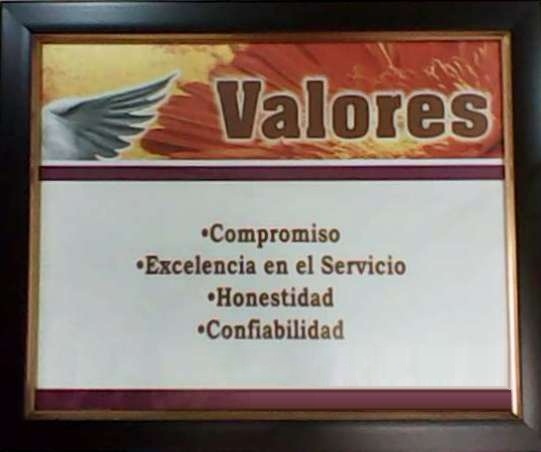 Valores
•Compromiso
•Excelencia en el Servicio
•Honestidad
•Confiabilidad